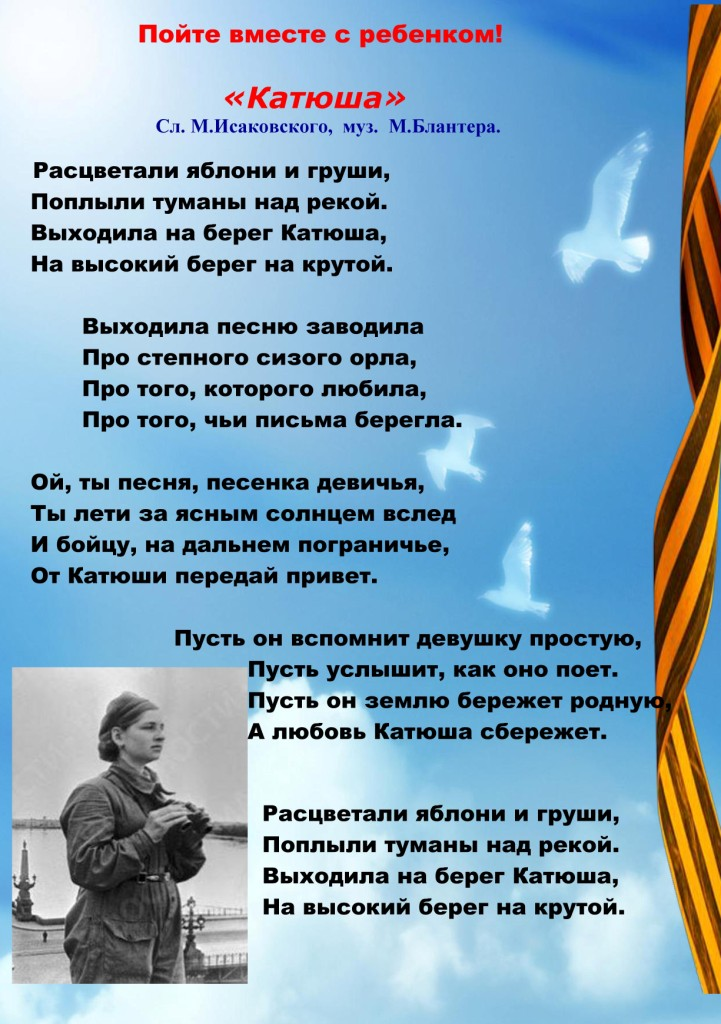 Пойте вместе с ребенком!
«Катюша»
Сл. М.Исаковского, муз. М.Блантера.
Расцветали яблони и груши,
Поплыли туманы над рекой.
Выходила на берег Катюша,
На высокий берег на крутой.
Выходила песню заводила
Про степного сизого орла,
Про того, которого любила,
Про того, чьи письма берегла.
Ой, ты песня, песенка девичья,
Ты лети за ясным солнцем вслед
И бойцу, на дальнем пограничье,
От Катюши передай привет.
Пусть он вспомнит девушку простую,
Пусть услышит, как оно поет.
Пусть он землю бережет родную,
А любовь Катюша сбережет.
Расцветали яблони и груши,
Поплыли туманы над рекой.
Выходила на берег Катюша,
На высокий берег на крутой.